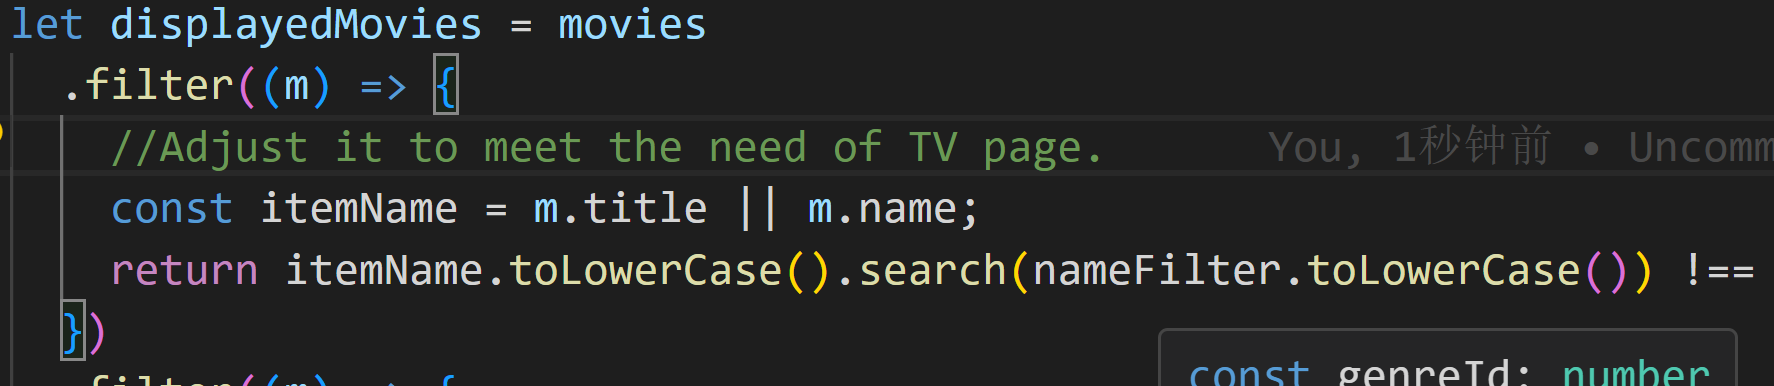 let displayedMovies = movies
.filter((m) => {
//Adjust it to meet the need of TV page. You, 1秒钟前 • Uncomm
const itemName = m.title || m.name;
return itemName.toLowerCase().search(nameFilter.toLowerCase()) !==
})
.filter((m) => {
const genreId: number